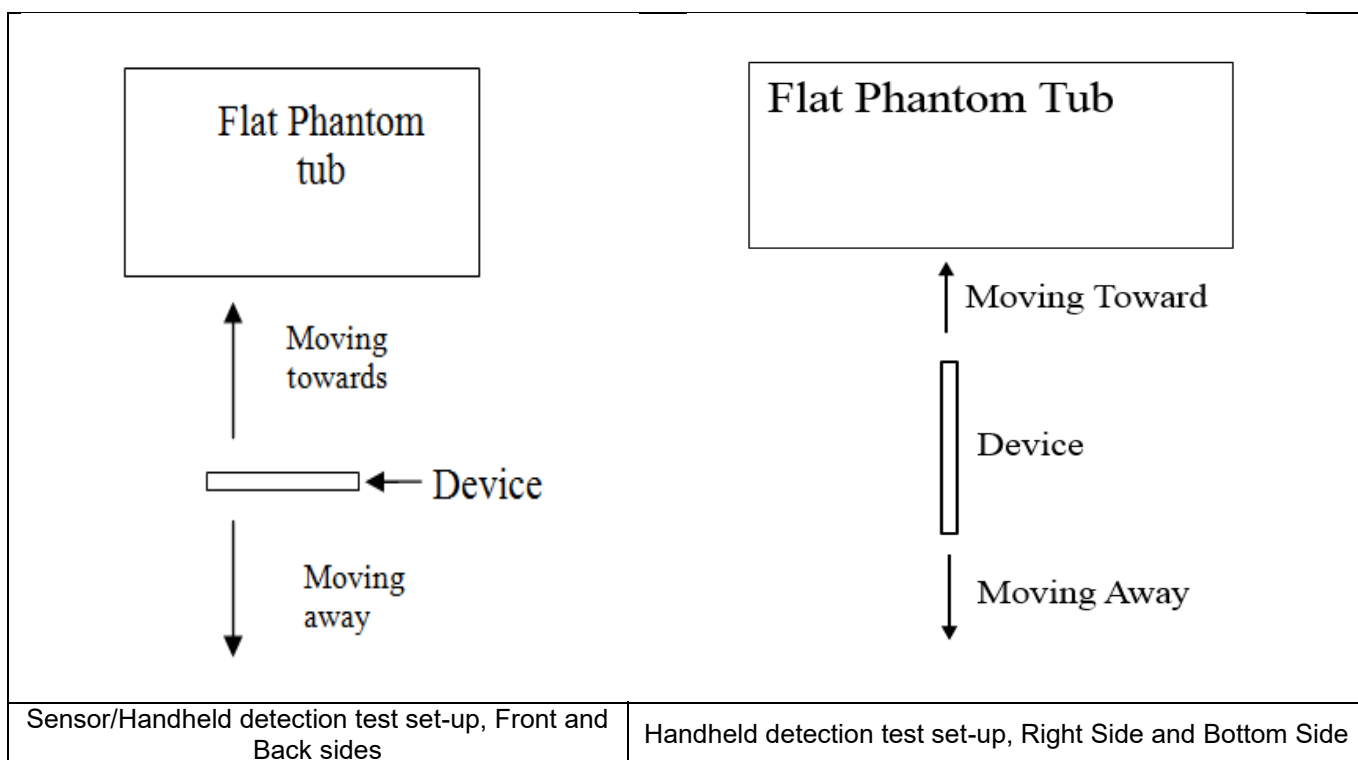 Flat Phantom
tub
Moving
towards
Device
Moving
away
Flat Phantom Tub
Moving Toward
Device
Moving Away
Sensor/Handheld detection test set-up, Front and
Back sides
Handheld detection test set-up, Right Side and Bottom Side